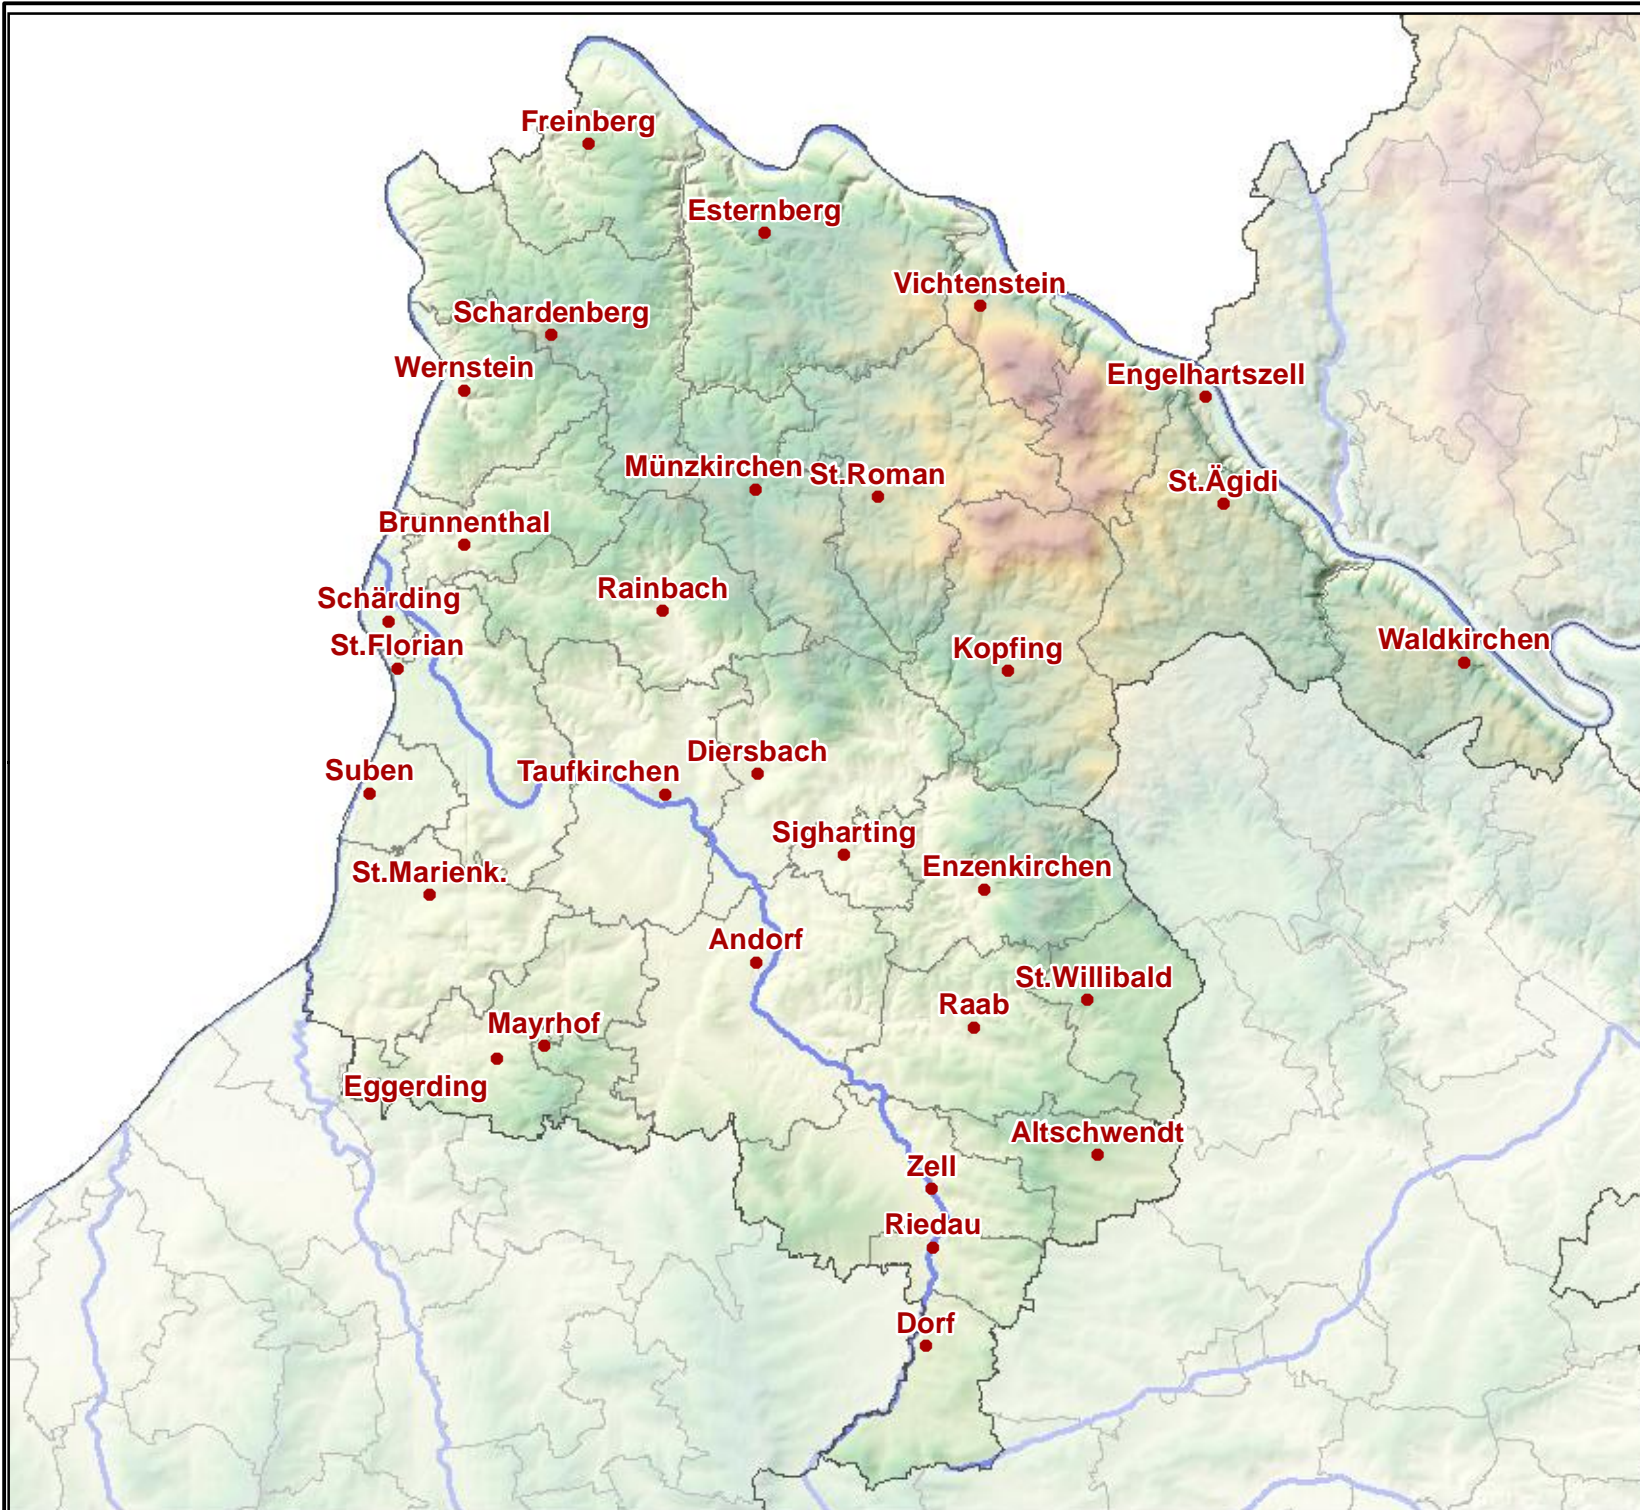 Freinberg
Esternberg
Vichtenstein
Schardenberg
Wernstein
Engelhartszell
Münzkirchen
St.Roman
St.Ägidi
Brunnenthal
Rainbach
Schärding
St.Florian
Kopfing
Waldkirchen
Diersbach
Suben
Taufkirchen
Sigharting
Enzenkirchen
St.Marienk.
Andorf
St.Willibald
Raab
Mayrhof
Eggerding
Altschwendt
Zell
Riedau
Dorf